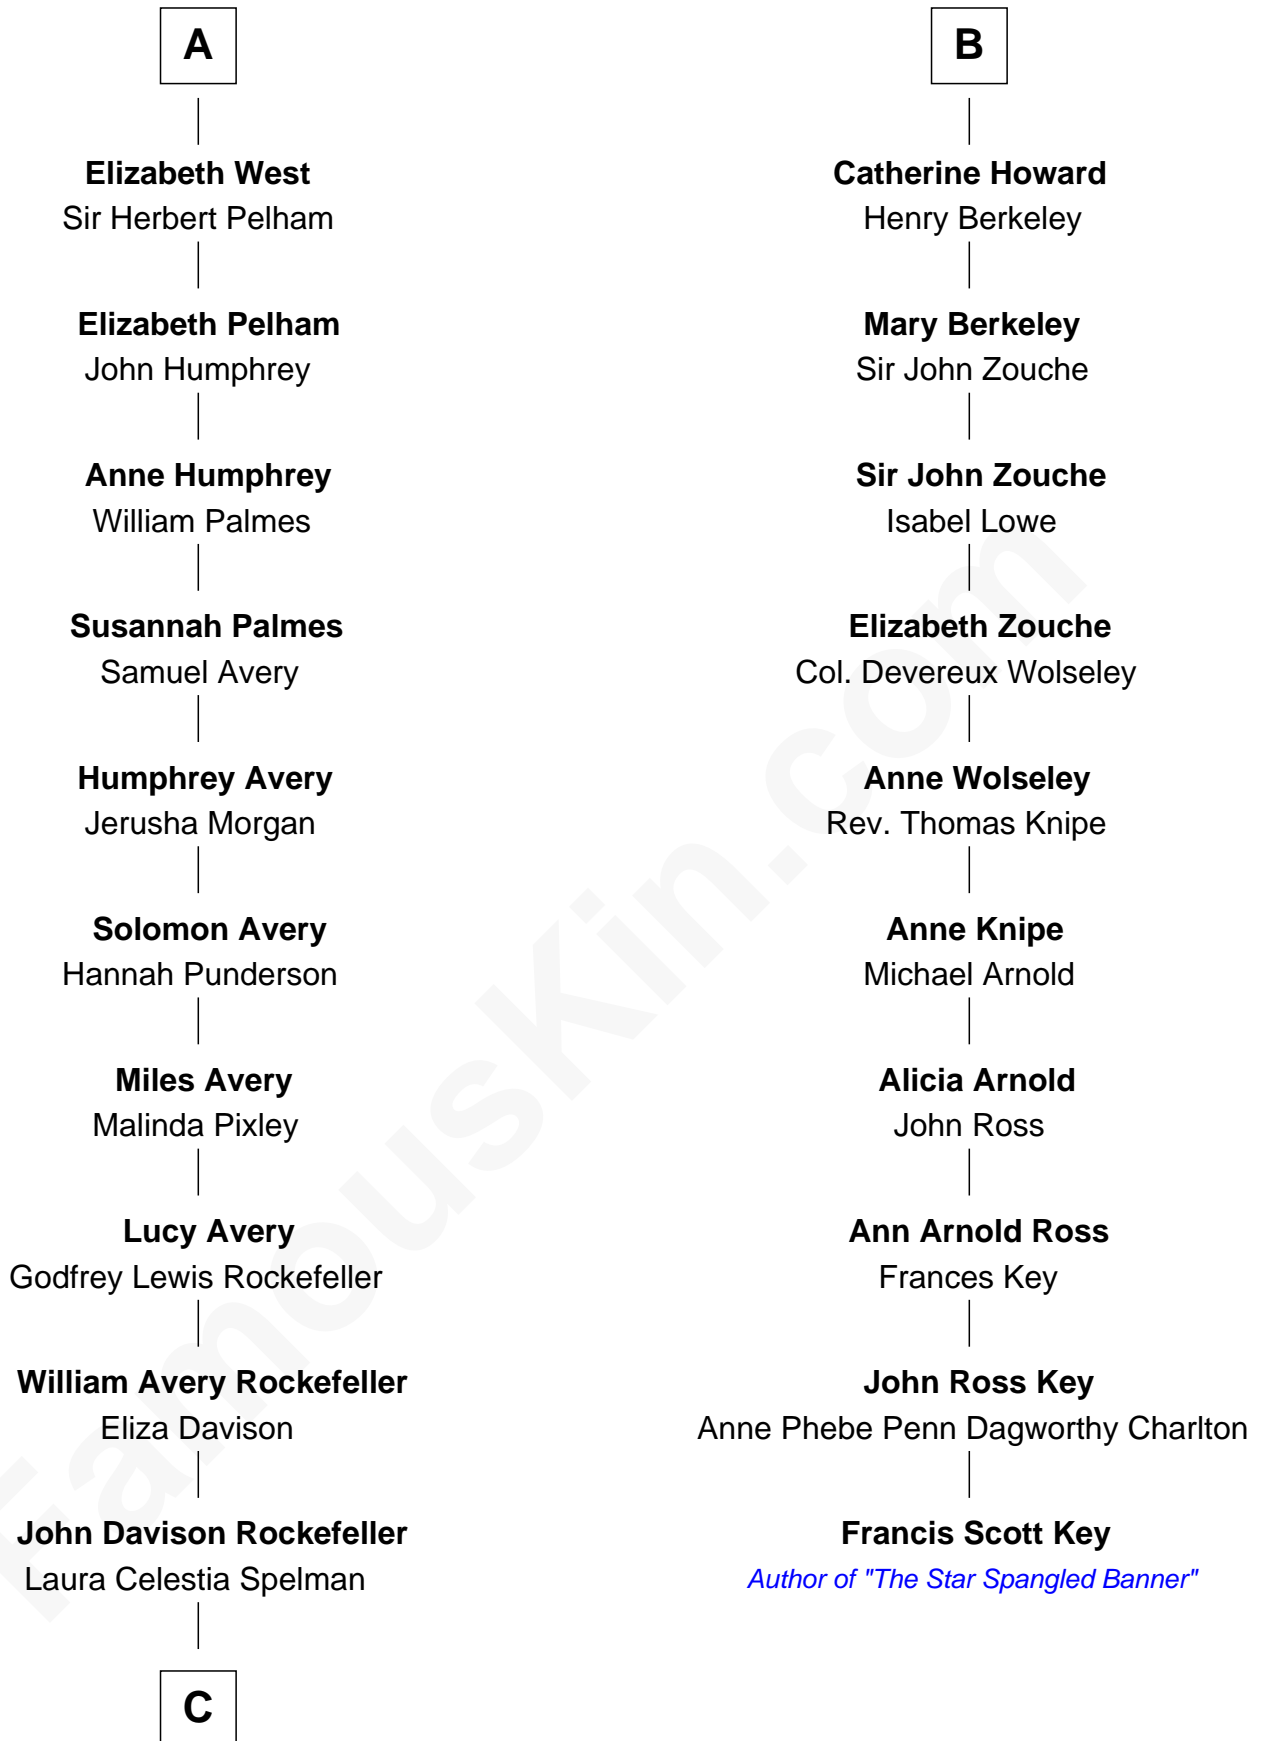 A
Elizabeth West
Sir Herbert Pelham
Elizabeth Pelham
John Humphrey
Anne Humphrey
William Palmes
Susannah Palmes
Samuel Avery
Humphrey Avery
Jerusha Morgan
Solomon Avery
Hannah Punderson
Miles Avery
Malinda Pixley
Lucy Avery
Godfrey Lewis Rockefeller
William Avery Rockefeller
Eliza Davison
John Davison Rockefeller
Laura Celestia Spelman
C
B
Catherine Howard
Henry Berkeley
Mary Berkeley
Sir John Zouche
Sir John Zouche
Isabel Lowe
Elizabeth Zouche
Col. Devereux Wolseley
Anne Wolseley
Rev. Thomas Knipe
Anne Knipe
Michael Arnold
Alicia Arnold
John Ross
Ann Arnold Ross
Frances Key
John Ross Key
Anne Phebe Penn Dagworthy Charlton
Francis Scott Key
Author of "The Star Spangled Banner"
FamousKin.com